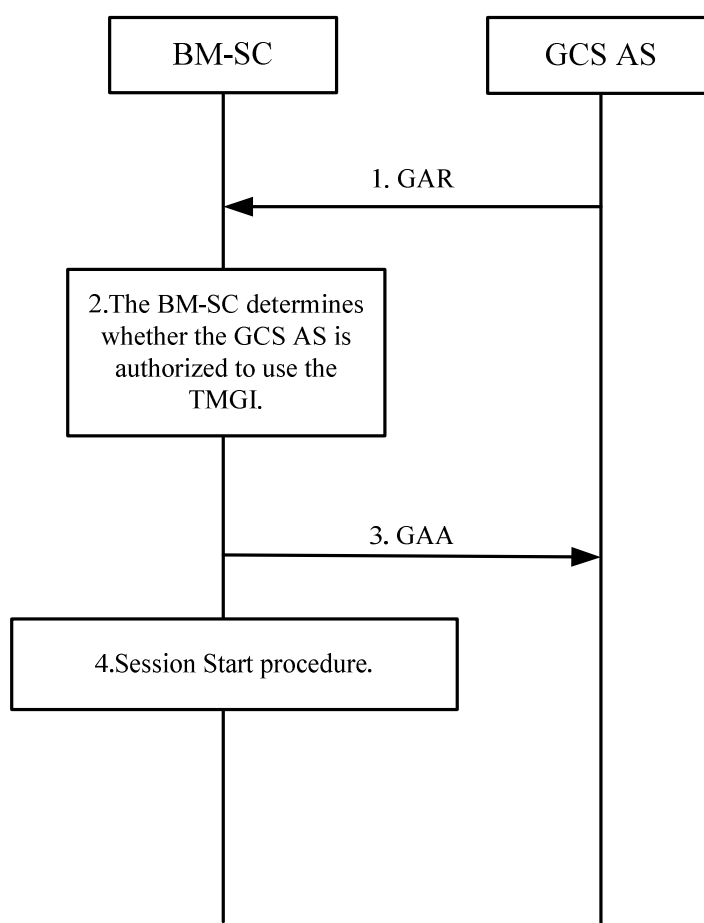 BM-SC
GCS AS
1. GAR
2.The BM-SC determines
whether the GCS AS is
authorized to use the
TMGI.
3. GAA
4.Session Start procedure.